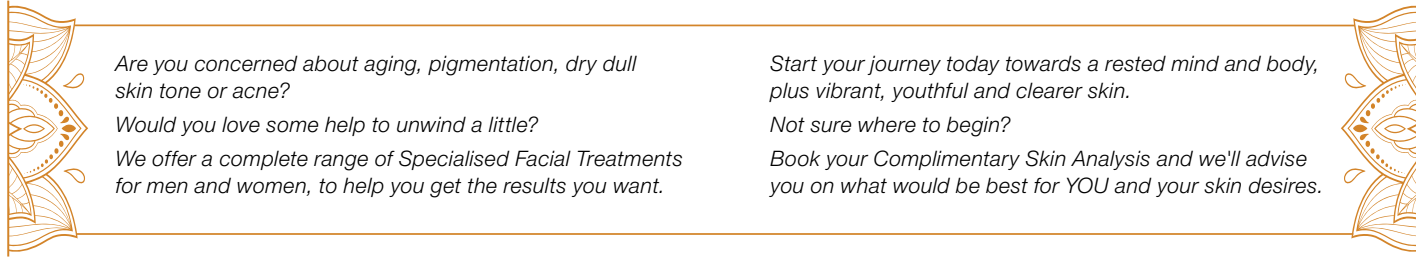 Are you concerned about aging, pigmentation, dry dull
skin tone or acne?
Would you love some help to unwind a little?
We offer a complete range of Specialised Facial Treatments
for men and women, to help you get the results you want.
Start your journey today towards a rested mind and body,
plus vibrant, youthful and clearer skin.
Not sure where to begin?
Book your Complimentary Skin Analysis and we'll advise
you on what would be best for YOU and your skin desires.